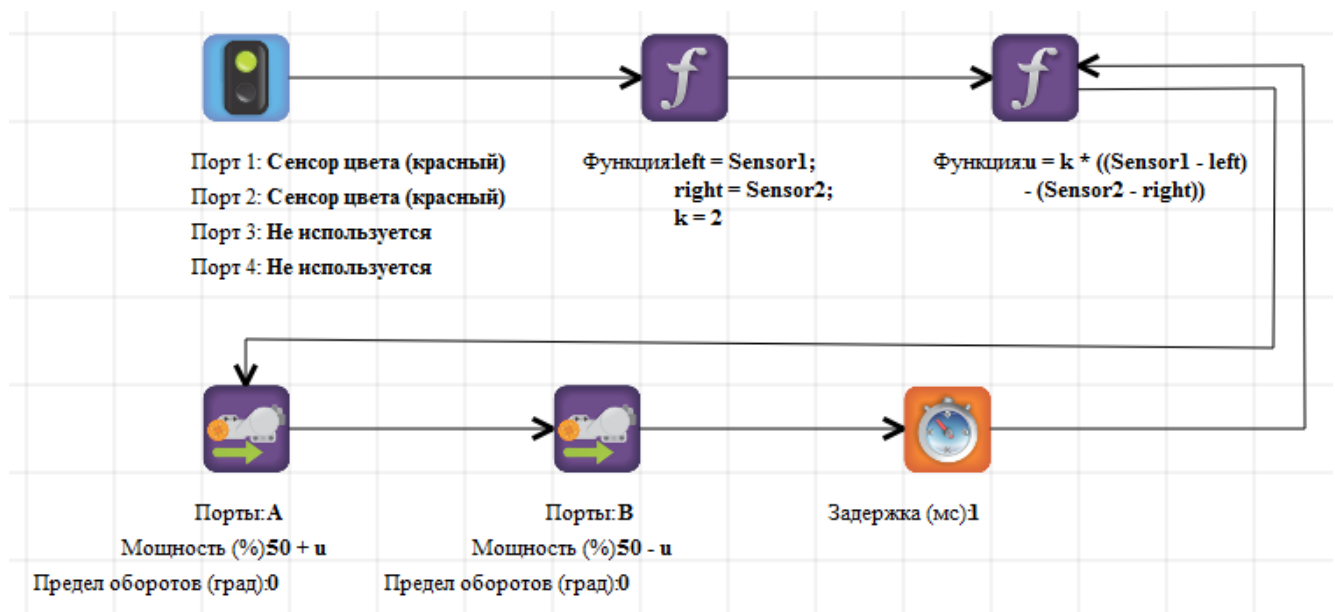 Порт 1: Сенсор цвета (красный)
Порт 2: Сенсор цвета (красный)
Порт 3: Не используется
Порт 4: Не используется
Функция:left = Sensor1;
right = Sensor2;
k = 2
Функция:u = k * ((Sensor1 - left)
- (Sensor2 - right))
Порты:A
Мощность (%)50 + u
Предел оборотов (град):0
Порты:B
Мощность (%)50 - u
Предел оборотов (град):0
Задержка (мс)1